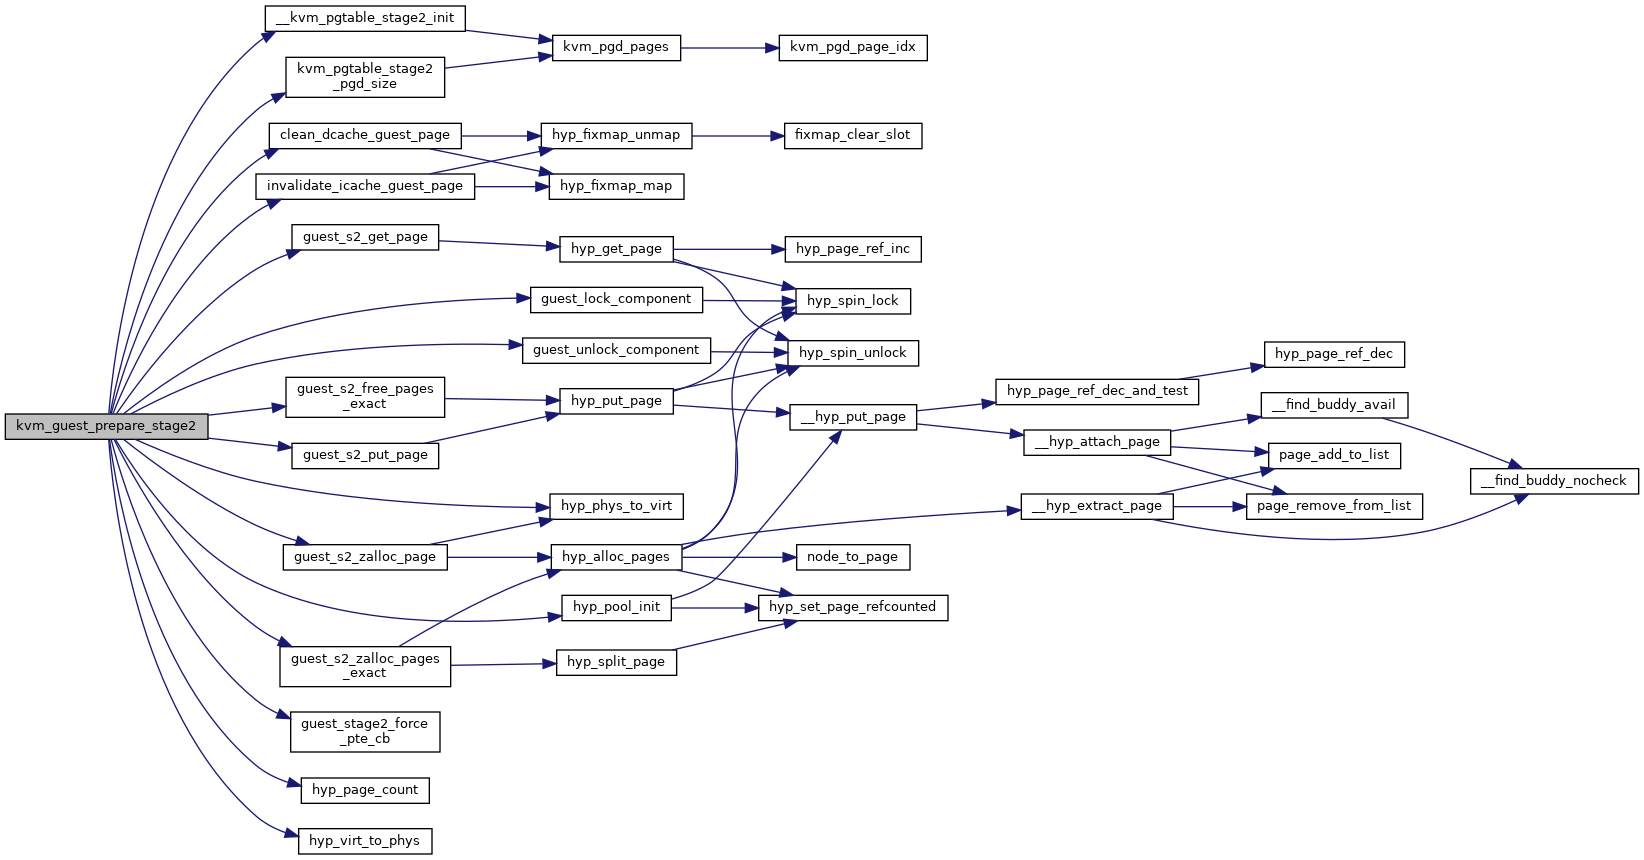 __kvm_pgtable_stage2_init
kvm_pgd_pages
kvm_pgd_page_idx
kvm_pgtable_stage2
_pgd_size
clean_dcache_guest_page
hyp_fixmap_unmap
fixmap_clear_slot
invalidate_icache_guest_page
hyp_fixmap_map
guest_s2_get_page
hyp_get_page
hyp_page_ref_inc
guest_lock_component
hyp_spin_lock
guest_unlock_component
hyp_spin_unlock
hyp_page_ref_dec
guest_s2_free_pages
_exact
hyp_put_page
hyp_page_ref_dec_and_test
__find_buddy_avail
kvm_guest_prepare_stage2
__hyp_put_page
__hyp_attach_page
guest_s2_put_page
page_add_to_list
__find_buddy_nocheck
hyp_phys_to_virt
__hyp_extract_page
page_remove_from_list
guest_s2_zalloc_page
hyp_alloc_pages
node_to_page
hyp_pool_init
hyp_set_page_refcounted
guest_s2_zalloc_pages
_exact
hyp_split_page
guest_stage2_force
_pte_cb
hyp_page_count
hyp_virt_to_phys